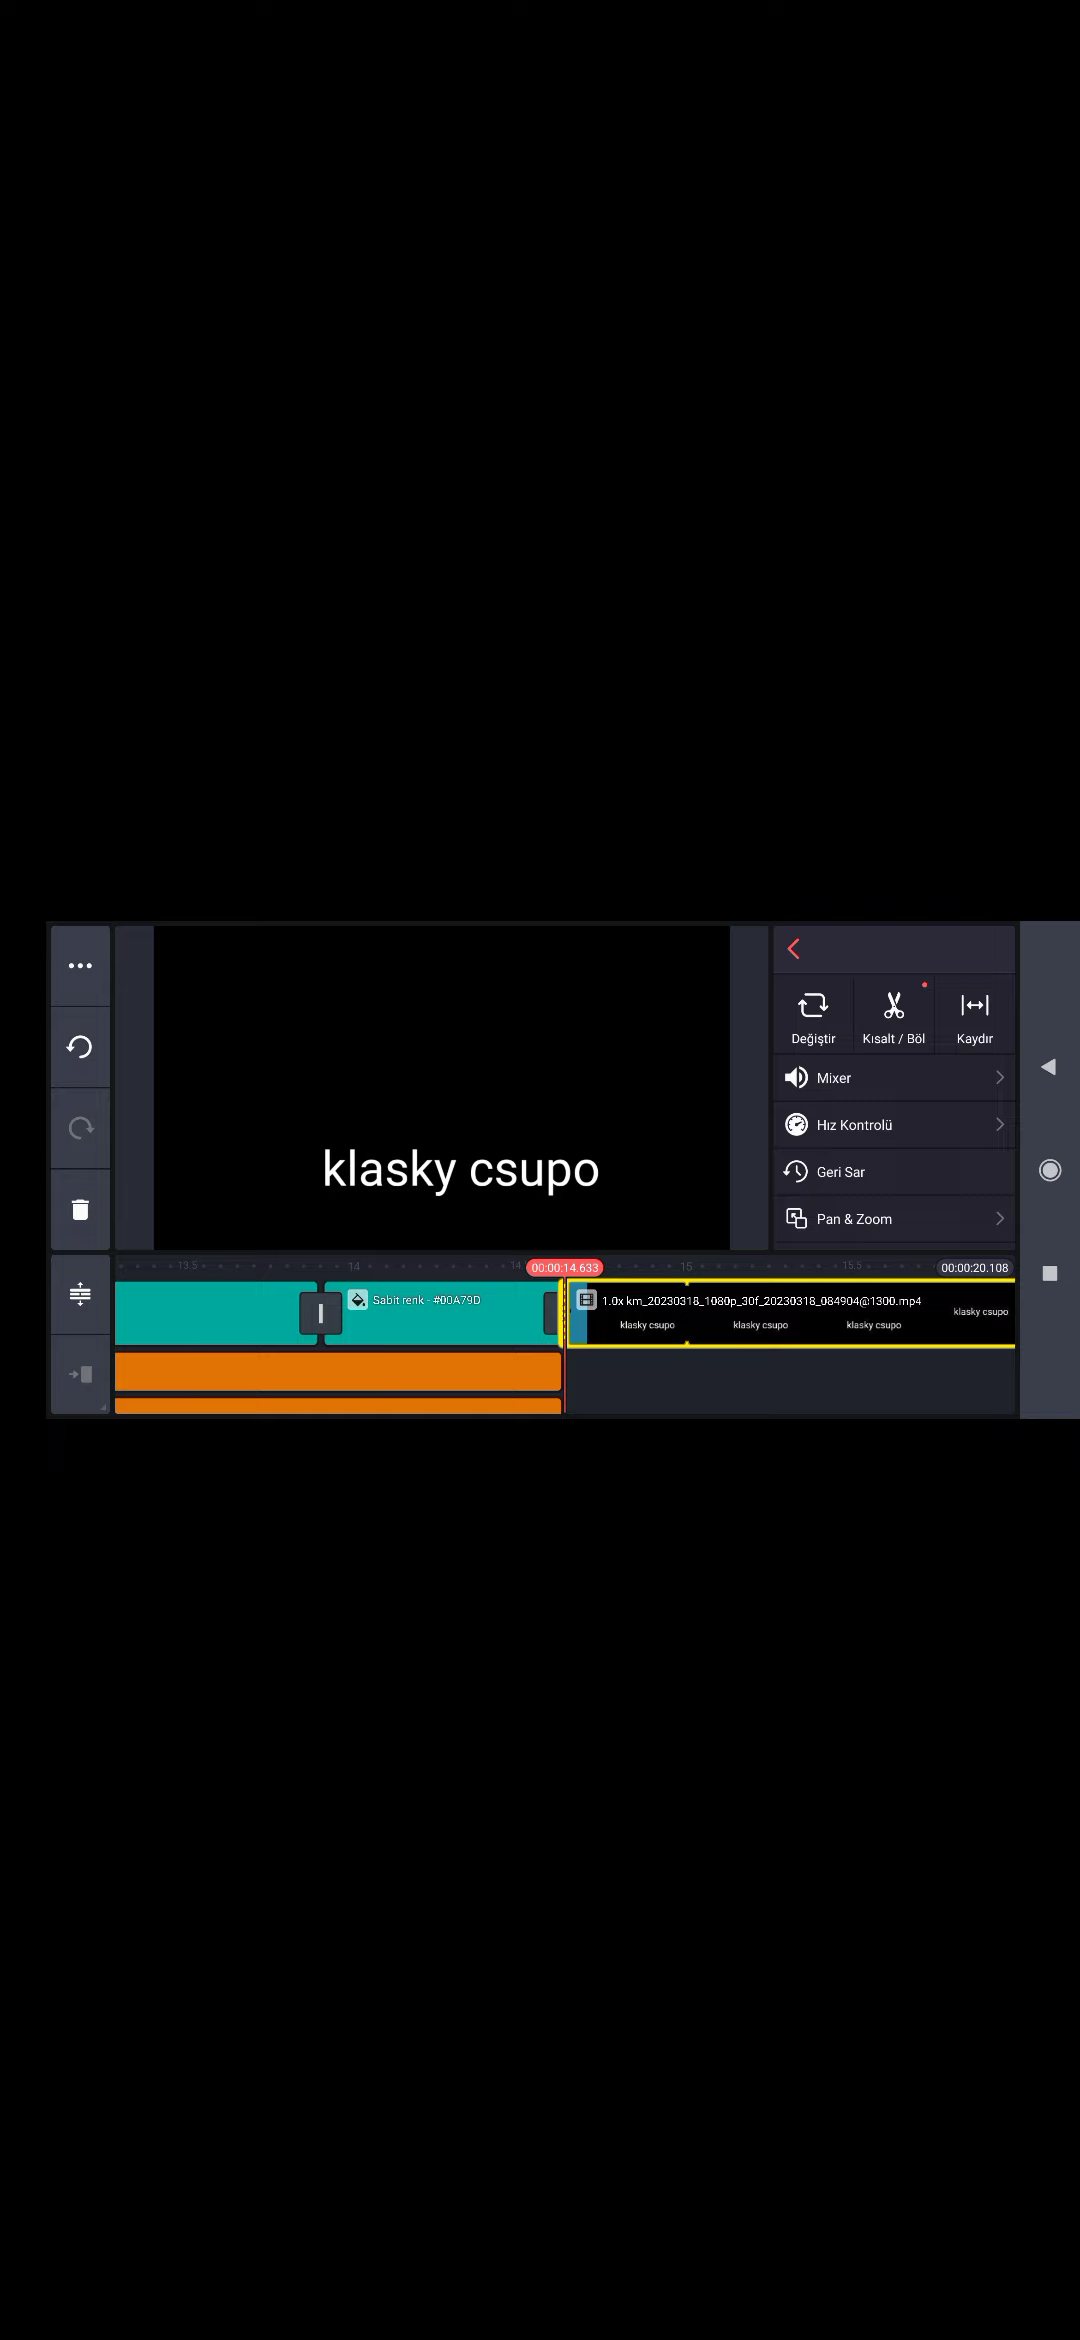 Değiştir
Kısalt / Böl
Kaydır
Mixer
Hız Kontrolü
Geri Sar
Pan & Zoom
klasky csupo
13.5
14
14
00:00:14.633
15
15.5
00:00:20.108
Sabit renk - #00A79D
1.0x km_20230318_1080p_30f_20230318_084904@1300.mp4
klasky csupo
klasky csupo
klasky csupo
klasky csupo